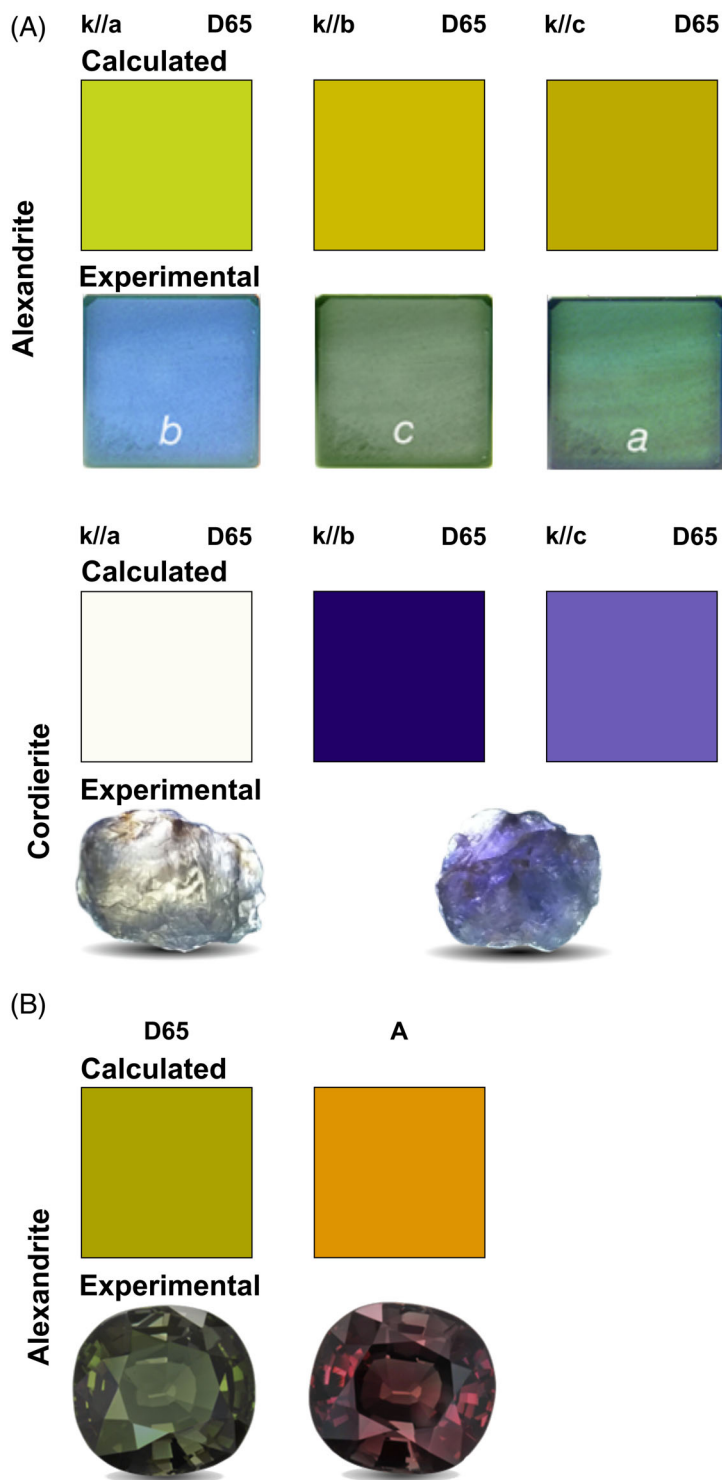 (A)
k//a D65 k//b D65 k//c D65
Calculated
Alexandrite
Experimental
b c a
k//a D65 k//b D65 k//c D65
Calculated
Cordierite
Experimental
(B)
D65 A
Calculated
Alexandrite
Experimental